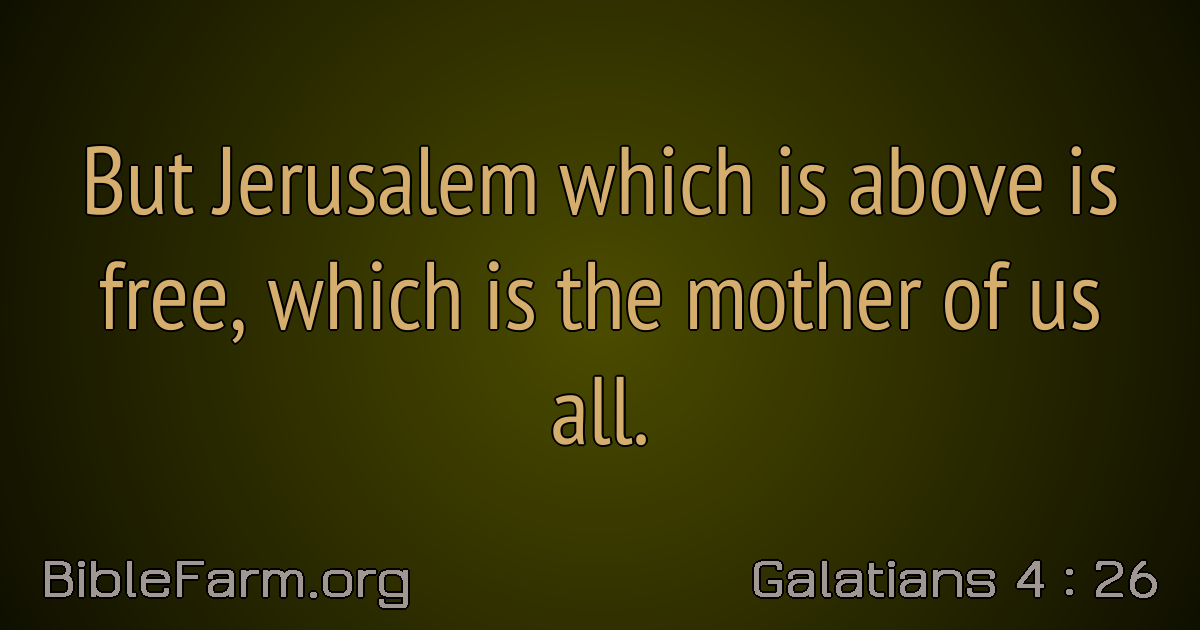 But Jerusalem which is above is
free, which is the mother of us
all.
BibleFarm.org
Galatians 4 : 26